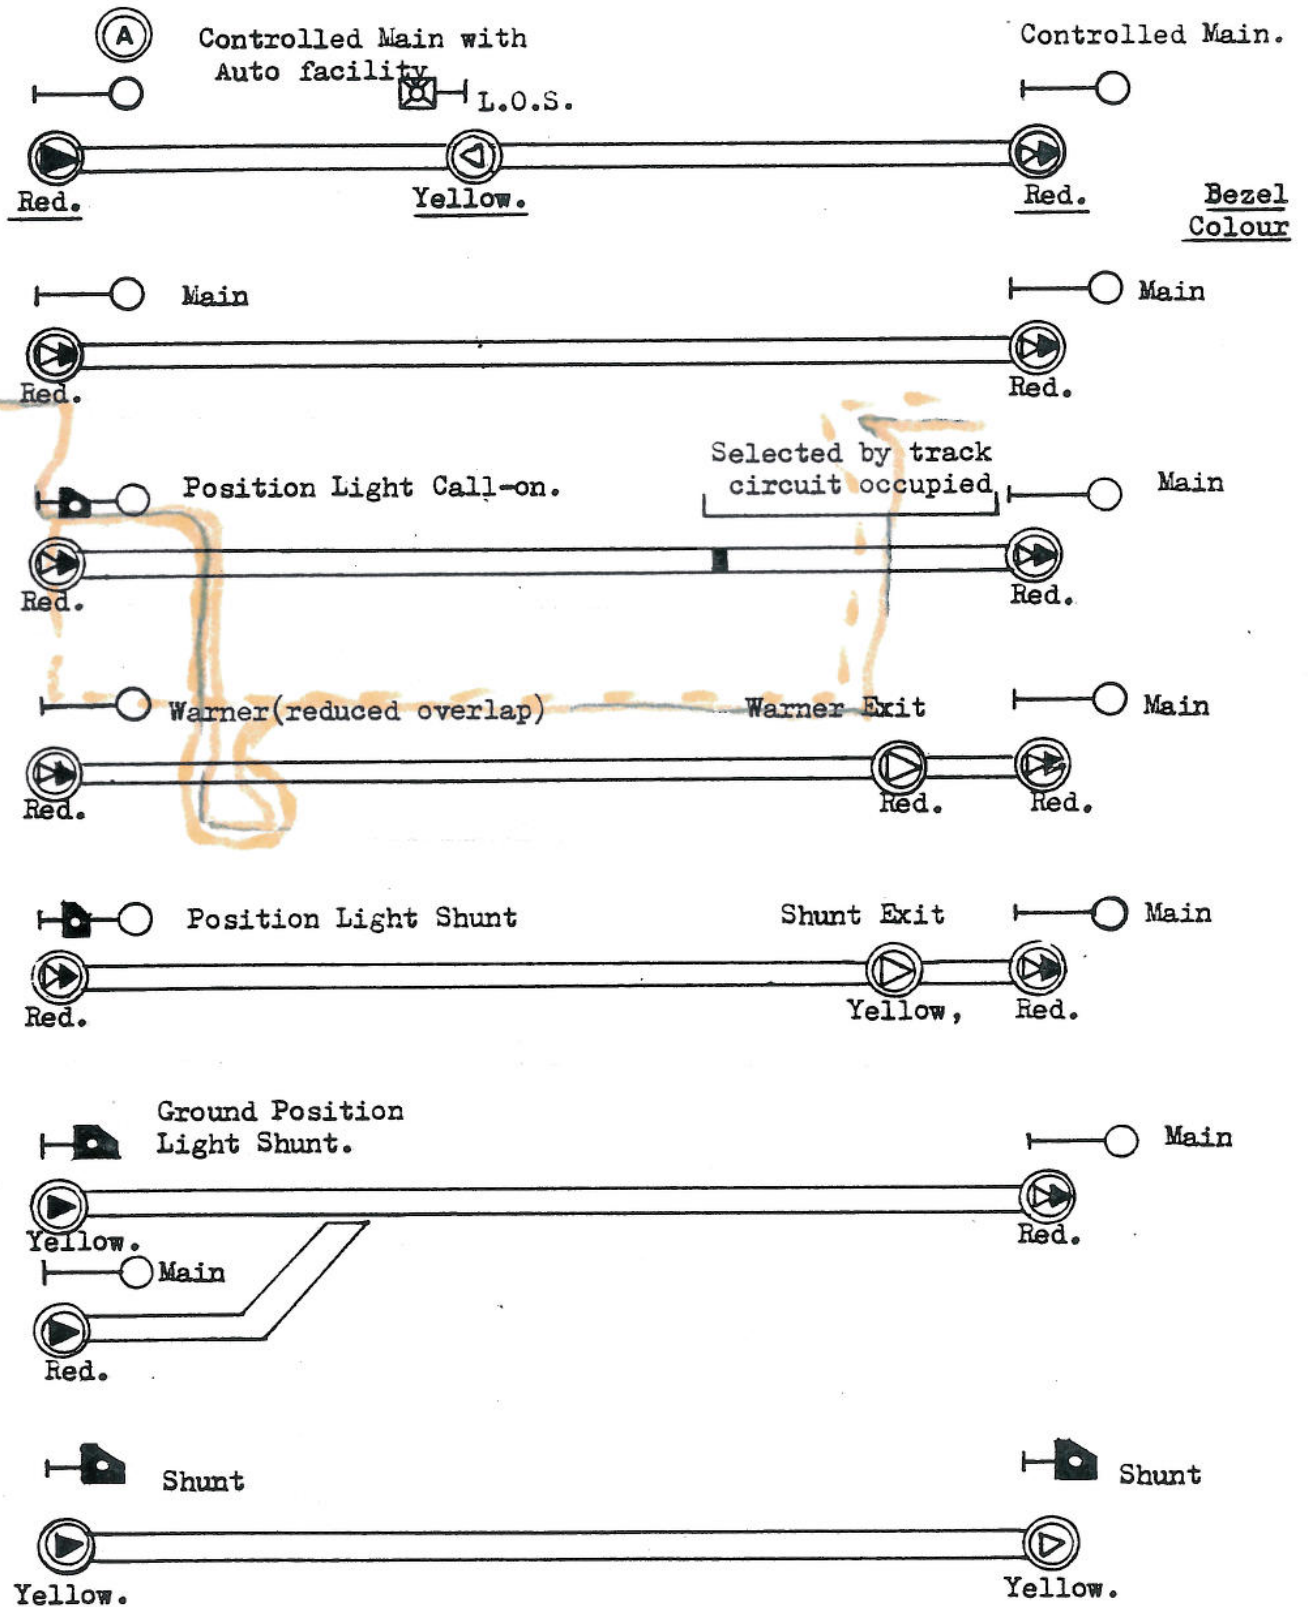 A
Controlled Main with
Auto facility
L.O.S.
Controlled Main.
Red.
Yellow.
Red.
Bezel
Colour
Main
Main
Red.
Red.
Position Light Call-on.
Selected by track
circuit occupied
Main
Red.
Red.
Warner(reduced overlap)
Warner Exit
Main
Red.
Red.
Red.
Position Light Shunt
Shunt Exit
Main
Red.
Yellow,
Red.
Ground Position
Light Shunt.
Main
Yellow.
Red.
Main
Red.
Shunt
Shunt
Yellow.
Yellow.